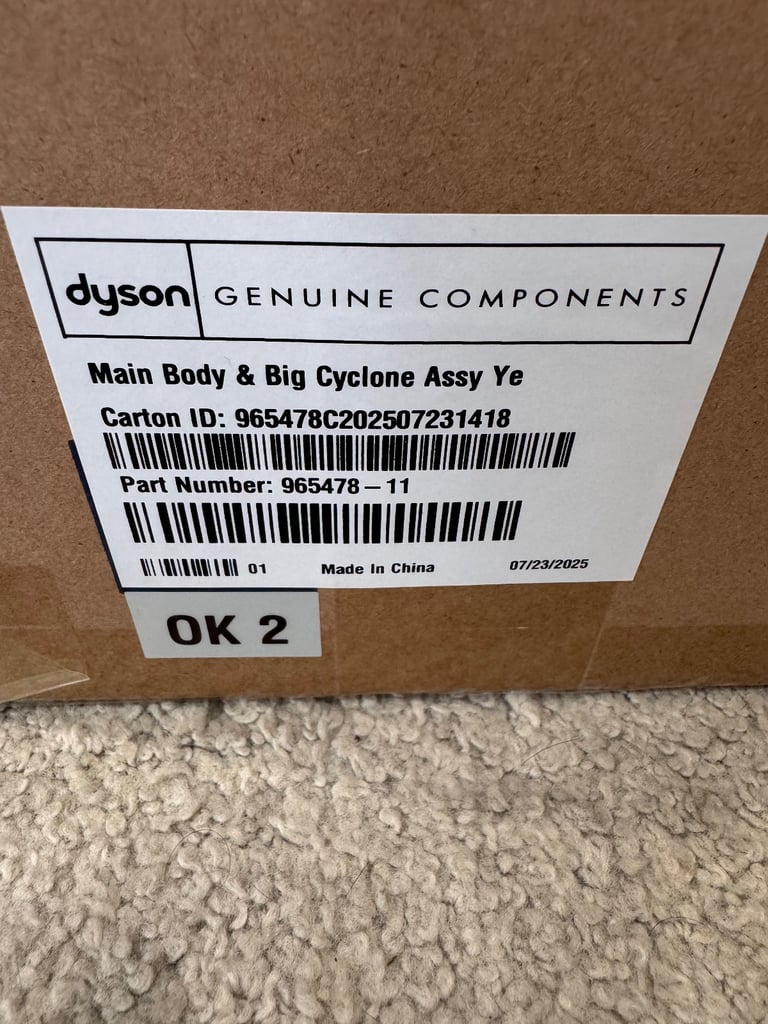 dyson GENUINE COMPONENTS
Main Body & Big Cyclone Assy Ye
Carton ID: 965478C202507231418
Part Number: 965478-11
01 Made In China 07/23/2025
OK 2